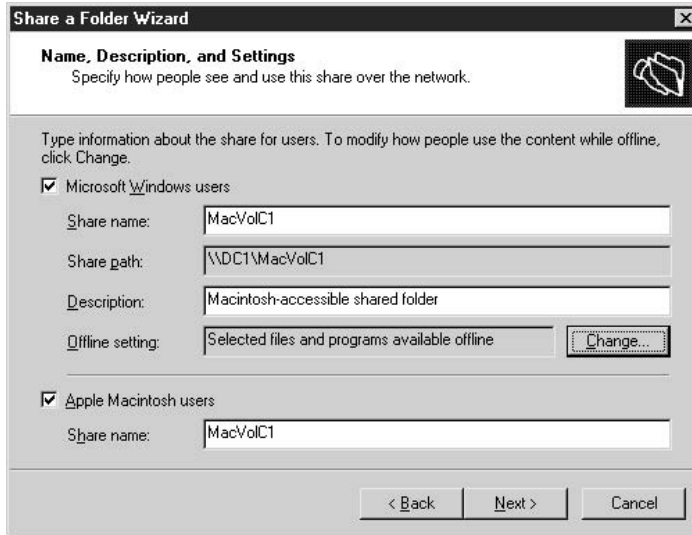 Share a Folder Wizard
Name, Description, and Settings
Specify how people see and use this share over the network.
Type information about the share for users. To modify how people use the content while offline,
click Change.
Microsoft Windows users
Share name: MacVolC1
Share path: \\DC1\MacVolC1
Description: Macintosh-accessible shared folder
Offline setting: Selected files and programs available offline Change...
Apple Macintosh users
Share name: MacVolC1
< Back Next > Cancel